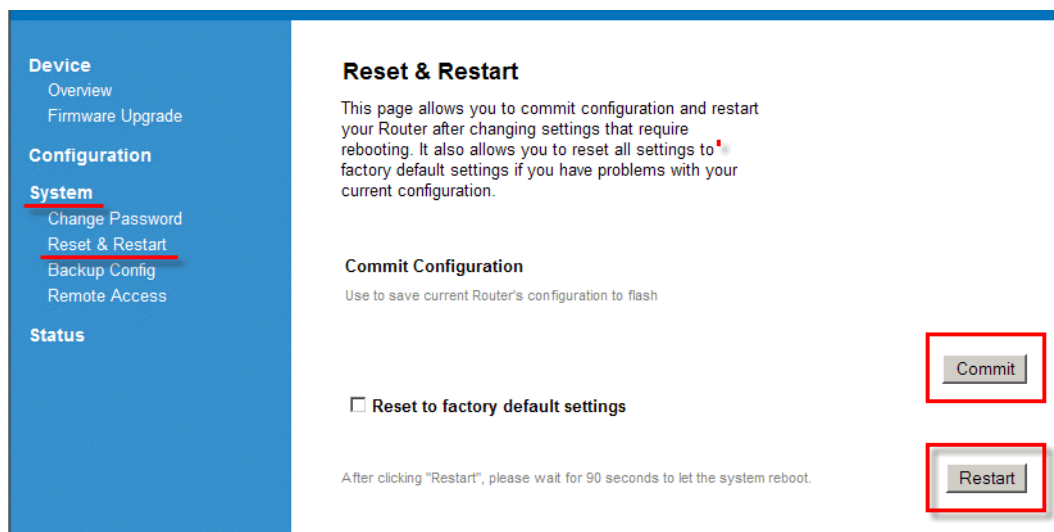 Device
Overview
Firmware Upgrade
Configuration
System
Change Password
Reset & Restart
Backup Config
Remote Access
Status
Reset & Restart
This page allows you to commit configuration and restart
your Router after changing settings that require
rebooting. It also allows you to reset all settings to
factory default settings if you have problems with your
current configuration.
Commit Configuration
Use to save current Router's configuration to flash
Commit
Reset to factory default settings
After clicking "Restart", please wait for 90 seconds to let the system reboot.
Restart